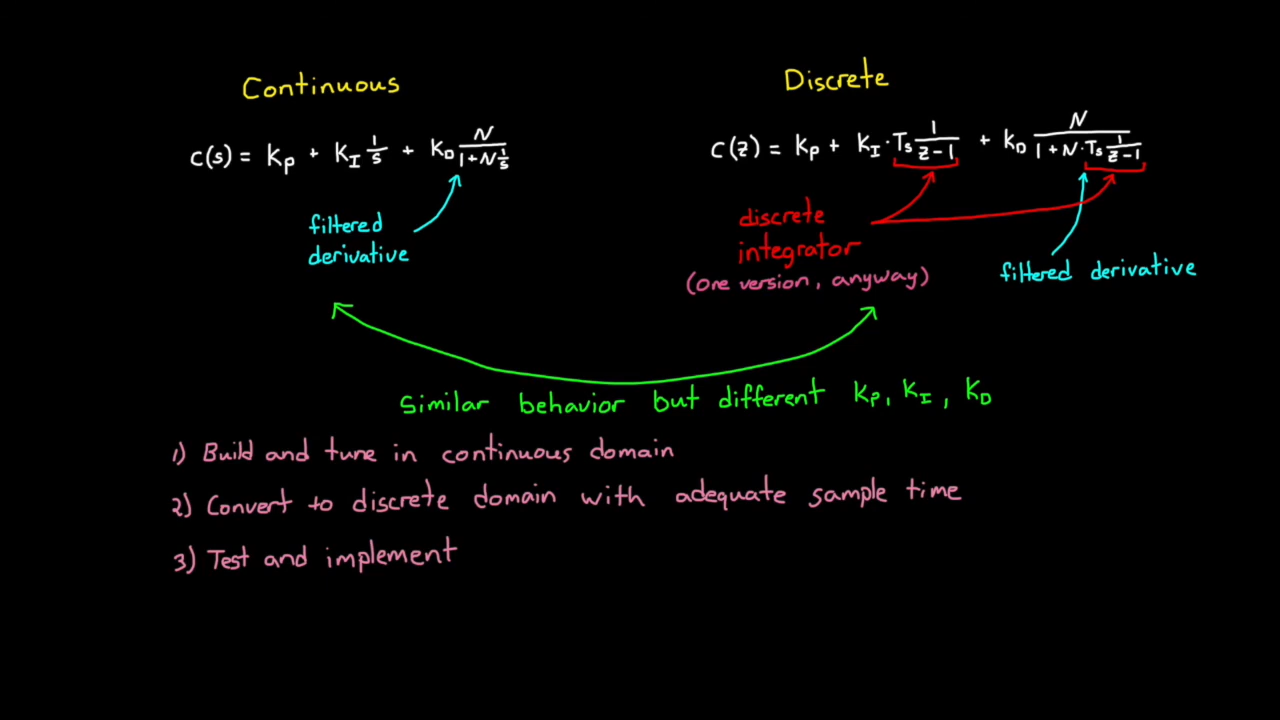 Continuous
Discrete
C(s) = Kp + KI 1/s + KD N/(1+N 1/s)
C(z) = Kp + KI · Ts 1/(z-1) + KD N/(1+N·Ts 1/(z-1))
filtered
derivative
discrete
integrator
(one version, anyway)
filtered derivative
Similar behavior but different Kp, KI, KD
1) Build and tune in continuous domain
2) Convert to discrete domain with adequate sample time
3) Test and implement